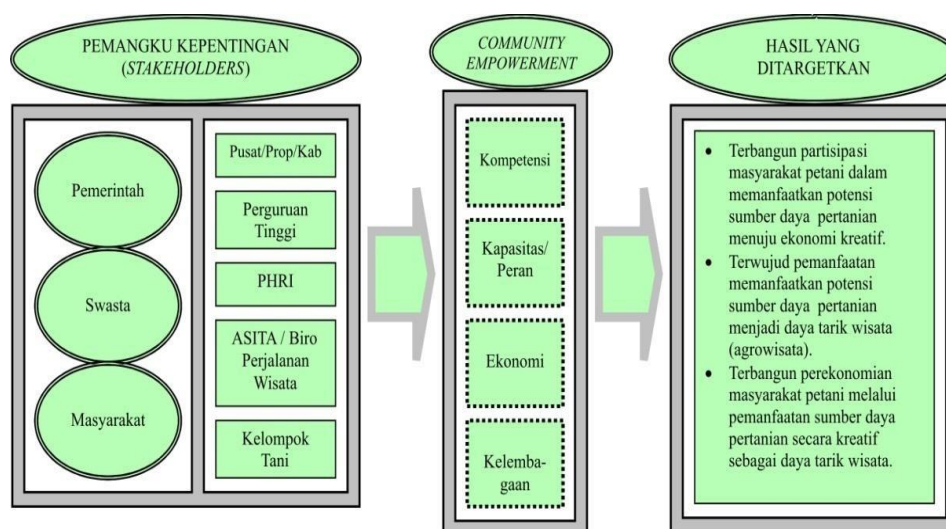 PEMANGKU KEPENTINGAN
(STAKEHOLDERS)
Pemerintah
Swasta
Masyarakat
Pusat/Prop/Kab
Perguruan
Tinggi
PHRI
ASITA / Biro
Perjalanan
Wisata
Kelompok
Tani
COMMUNITY
EMPOWERMENT
Kompetensi
Kapasitas/
Peran
Ekonomi
Kelemba-
gaan
HASIL YANG
DITARGETKAN
• Terbangun partisipasi
masyarakat petani dalam
memanfaatkan potensi
sumber daya pertanian
menuju ekonomi kreatif.
• Terwujud pemanfaatan
memanfaatkan potensi
sumber daya pertanian
menjadi daya tarik wisata
(agrowisata).
• Terbangun perekonomian
masyarakat petani melalui
pemanfaatan sumber daya
pertanian secara kreatif
sebagai daya tarik wisata.